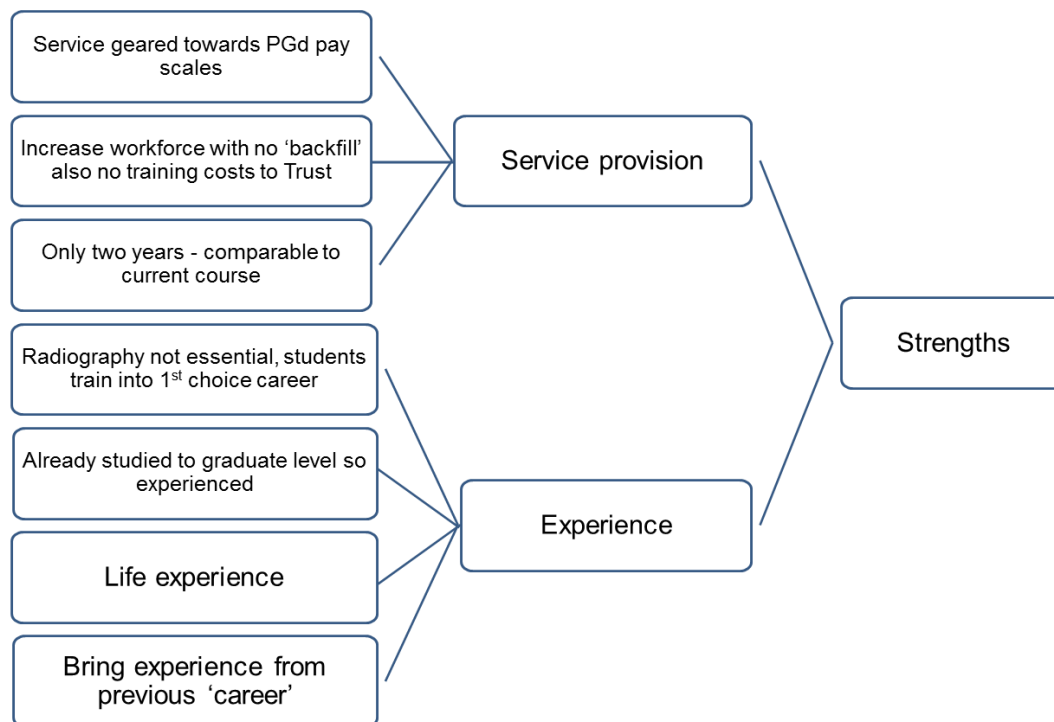 Service geared towards PGd pay
scales
Increase workforce with no ‘backfill’
also no training costs to Trust
Only two years - comparable to
current course
Radiography not essential, students
train into 1st choice career
Already studied to graduate level so
experienced
Life experience
Bring experience from
previous ‘career’
Service provision
Experience
Strengths